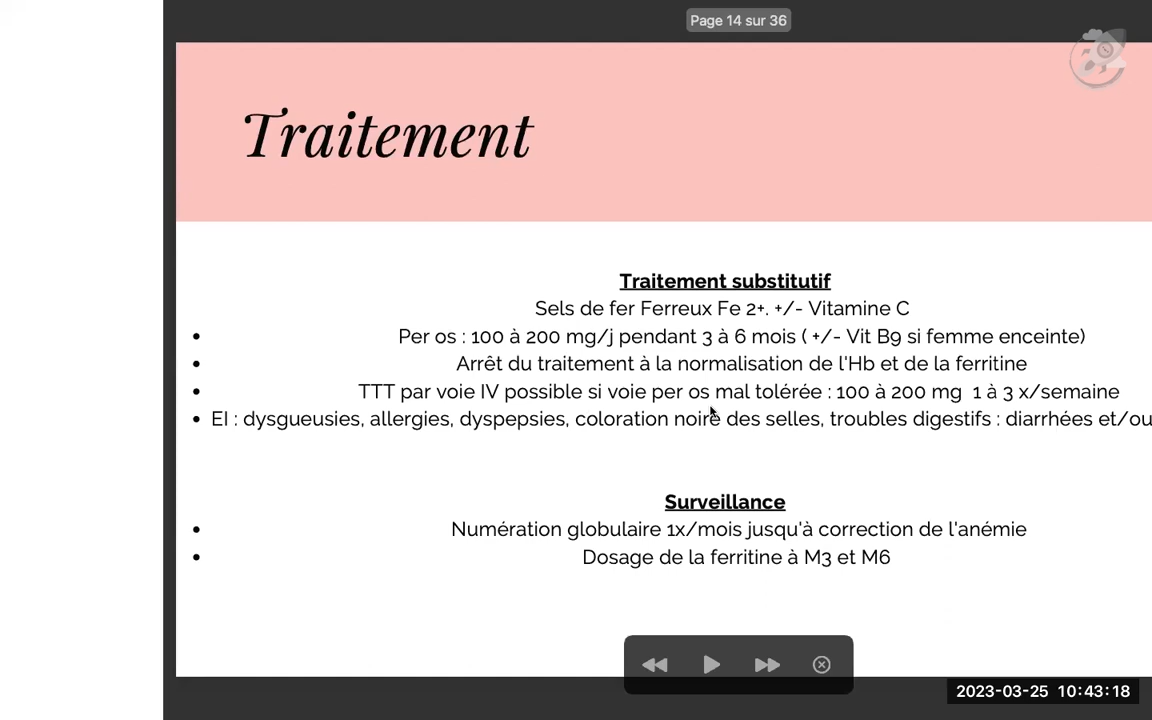 Page 14 sur 36
Traitement
Traitement substitutif
Sels de fer Ferreux Fe 2+. +/- Vitamine C
• Per os : 100 à 200 mg/j pendant 3 à 6 mois ( +/- Vit B9 si femme enceinte)
• Arrêt du traitement à la normalisation de l'Hb et de la ferritine
• TTT par voie IV possible si voie per os mal tolérée : 100 à 200 mg  1 à 3 x/semaine
• EI : dysgueusies, allergies, dyspepsies, coloration noire des selles, troubles digestifs : diarrhées et/ou
Surveillance
• Numération globulaire 1x/mois jusqu'à correction de l'anémie
• Dosage de la ferritine à M3 et M6
2023-03-25 10:43:18